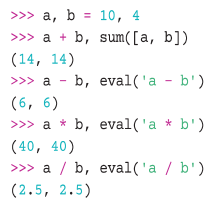 >>> a, b = 10, 4
>>> a + b, sum([a, b])
(14, 14)
>>> a - b, eval('a - b')
(6, 6)
>>> a * b, eval('a * b')
(40, 40)
>>> a / b, eval('a / b')
(2.5, 2.5)